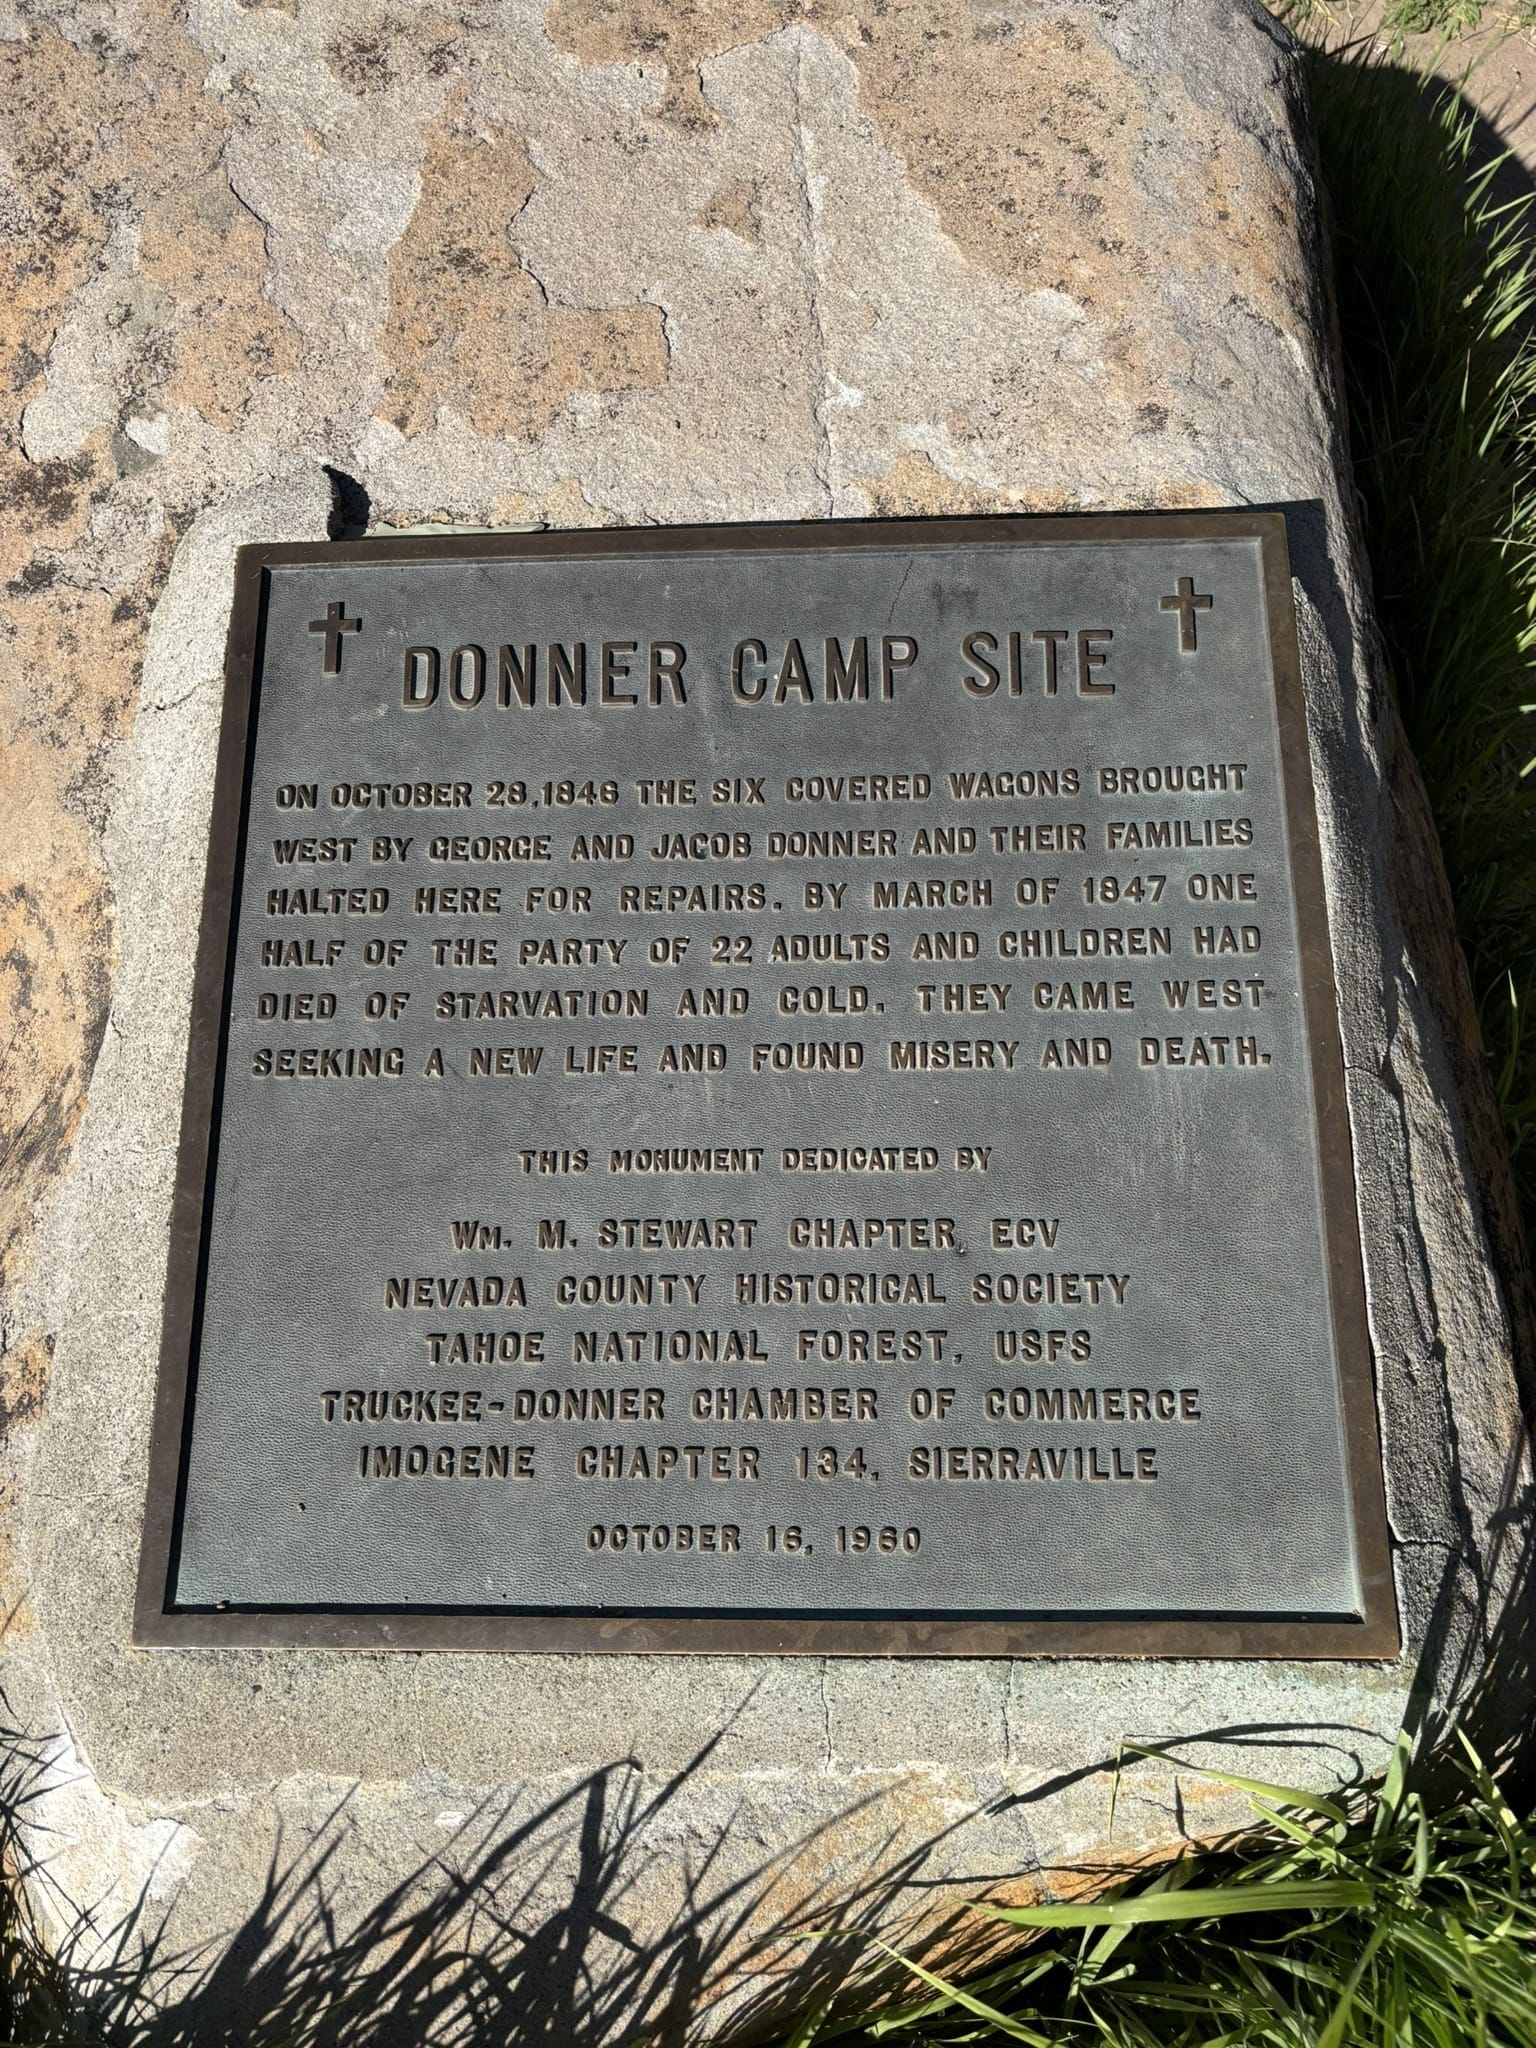 DONNER CAMP SITE
ON OCTOBER 28, 1846 THE SIX COVERED WAGONS BROUGHT
WEST BY GEORGE AND JACOB DONNER AND THEIR FAMILIES
HALTED HERE FOR REPAIRS. BY MARCH OF 1847 ONE
HALF OF THE PARTY OF 22 ADULTS AND CHILDREN HAD
DIED OF STARVATION AND COLD. THEY CAME WEST
SEEKING A NEW LIFE AND FOUND MISERY AND DEATH.
THIS MONUMENT DEDICATED BY
WM. M. STEWART CHAPTER, ECV
NEVADA COUNTY HISTORICAL SOCIETY
TAHOE NATIONAL FOREST, USFS
TRUCKEE-DONNER CHAMBER OF COMMERCE
IMOGENE CHAPTER 134, SIERRAVILLE
OCTOBER 16, 1960